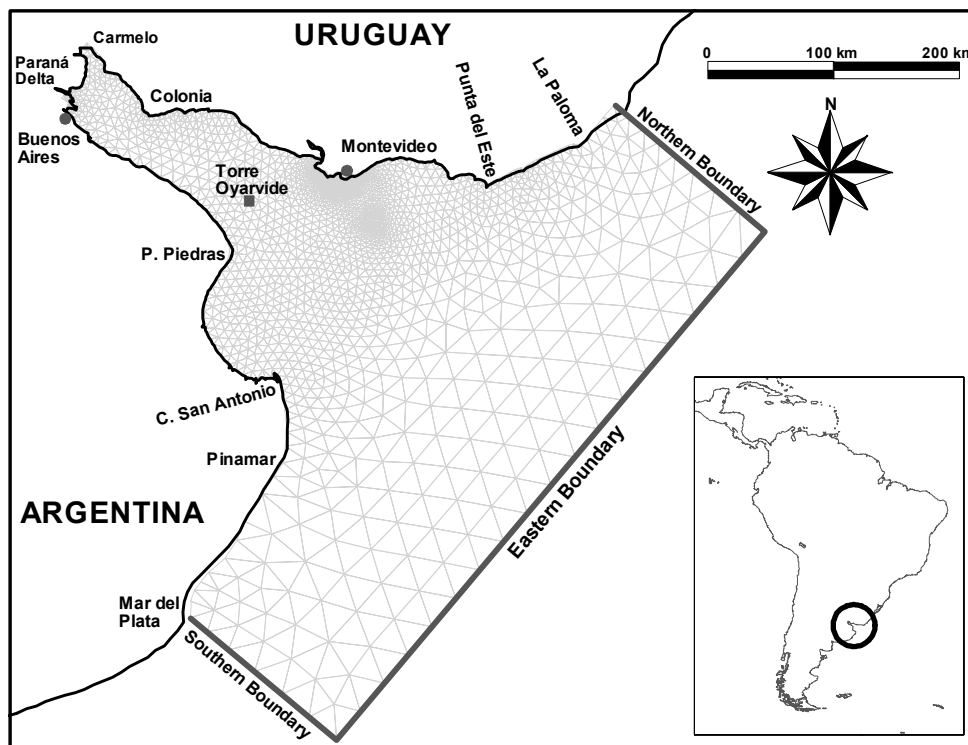 URUGUAY
Carmelo
Paraná
Delta
Colonia
Buenos
Aires
Montevideo
Punta del Este
La Paloma
Northern Boundary
0
100 km
200 km
N
Torre
Oyarvide
P. Piedras
C. San Antonio
Pinamar
ARGENTINA
Eastern Boundary
Mar del
Plata
Southern Boundary